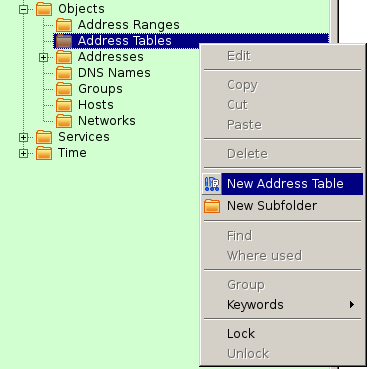 Objects
Address Ranges
Address Tables
Addresses
DNS Names
Groups
Hosts
Networks
Services
Time
Edit
Copy
Cut
Paste
Delete
New Address Table
New Subfolder
Find
Where used
Group
Keywords
Lock
Unlock